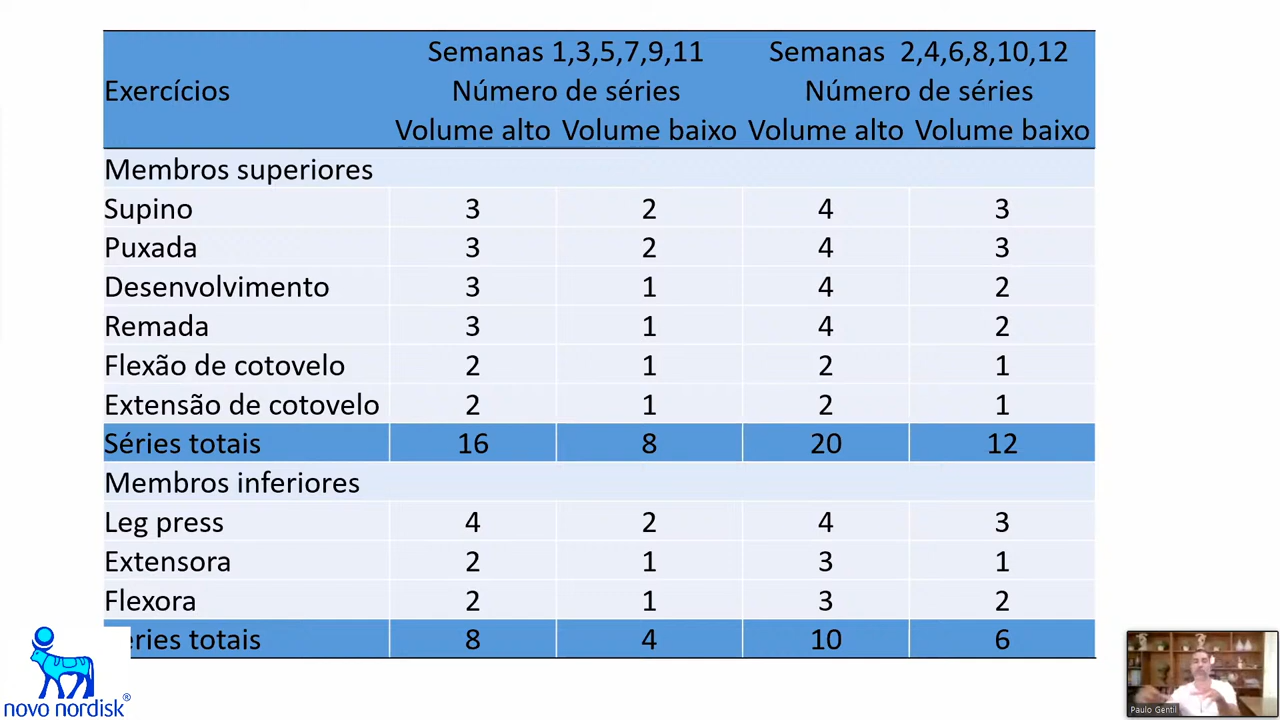 Exercícios Semanas 1,3,5,7,9,11 Semanas 2,4,6,8,10,12
Número de séries Número de séries
Volume alto Volume baixo Volume alto Volume baixo
Membros superiores
Supino 3 2 4 3
Puxada 3 2 4 3
Desenvolvimento 3 1 4 2
Remada 3 1 4 2
Flexão de cotovelo 2 1 2 1
Extensão de cotovelo 2 1 2 1
Séries totais 16 8 20 12
Membros inferiores
Leg press 4 2 4 3
Extensora 2 1 3 1
Flexora 2 1 3 2
éries totais 8 4 10 6
novo nordisk®
Paulo Gentil